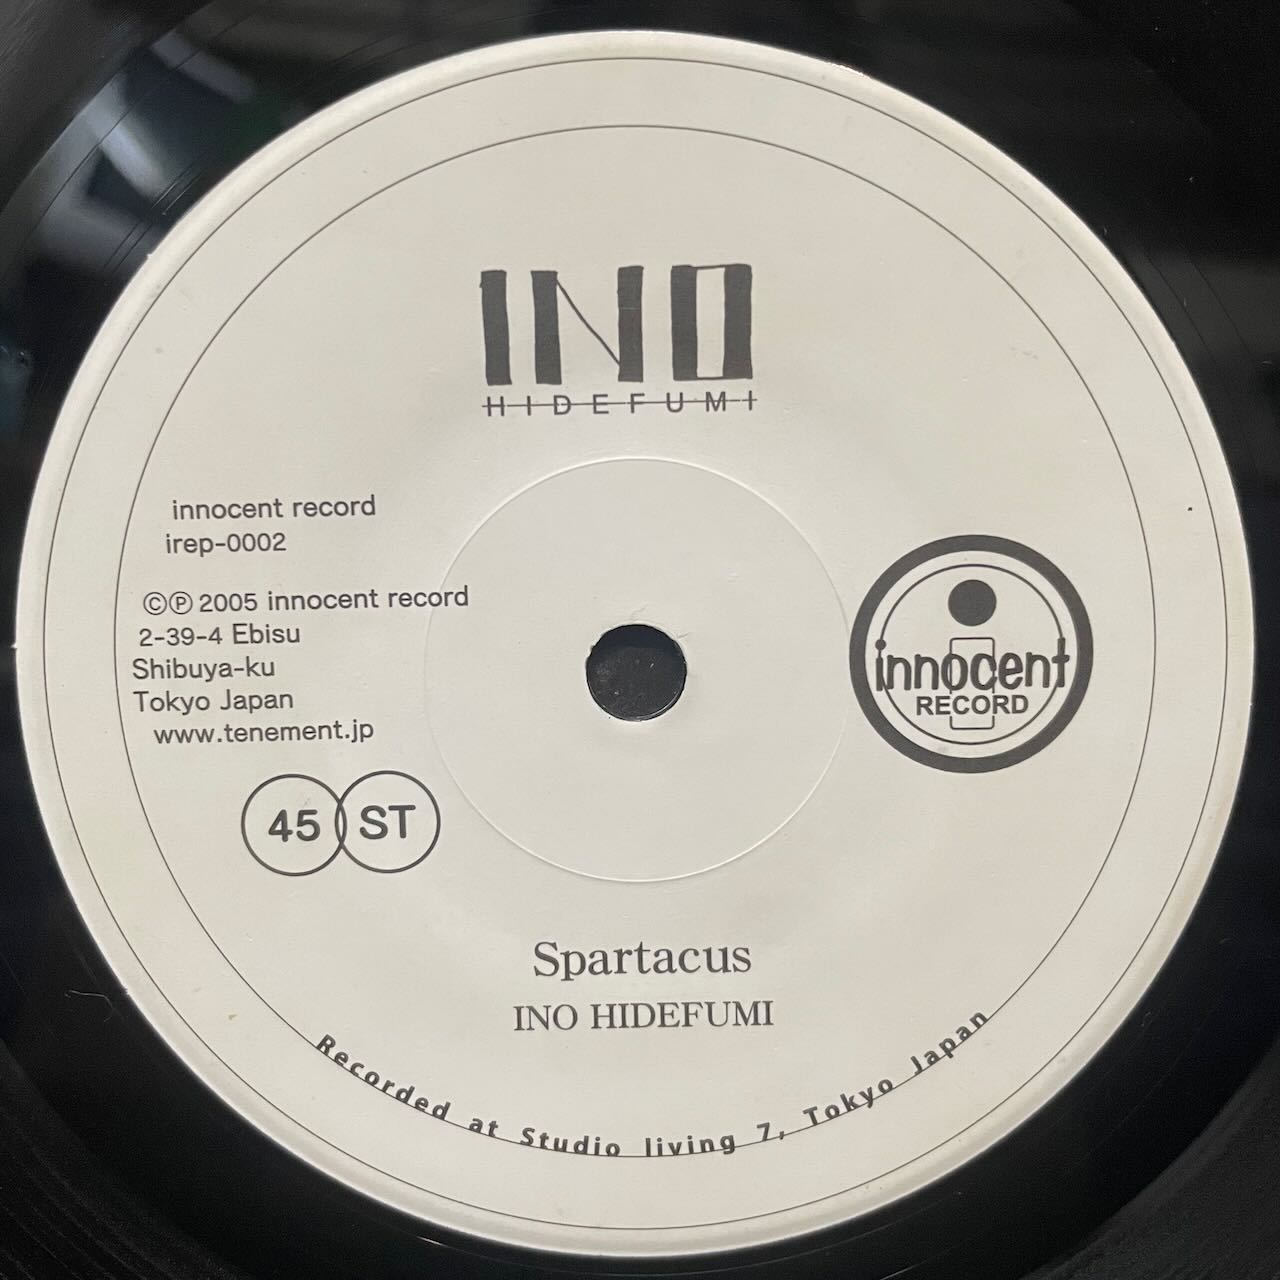 INO
HIDEFUMI
innocent record
irep-0002
©℗ 2005 innocent record
2-39-4 Ebisu
Shibuya-ku
Tokyo Japan
www.tenement.jp
45 ST
innocent
RECORD
Spartacus
INO HIDEFUMI
Recorded at Studio living 7, Tokyo Japan